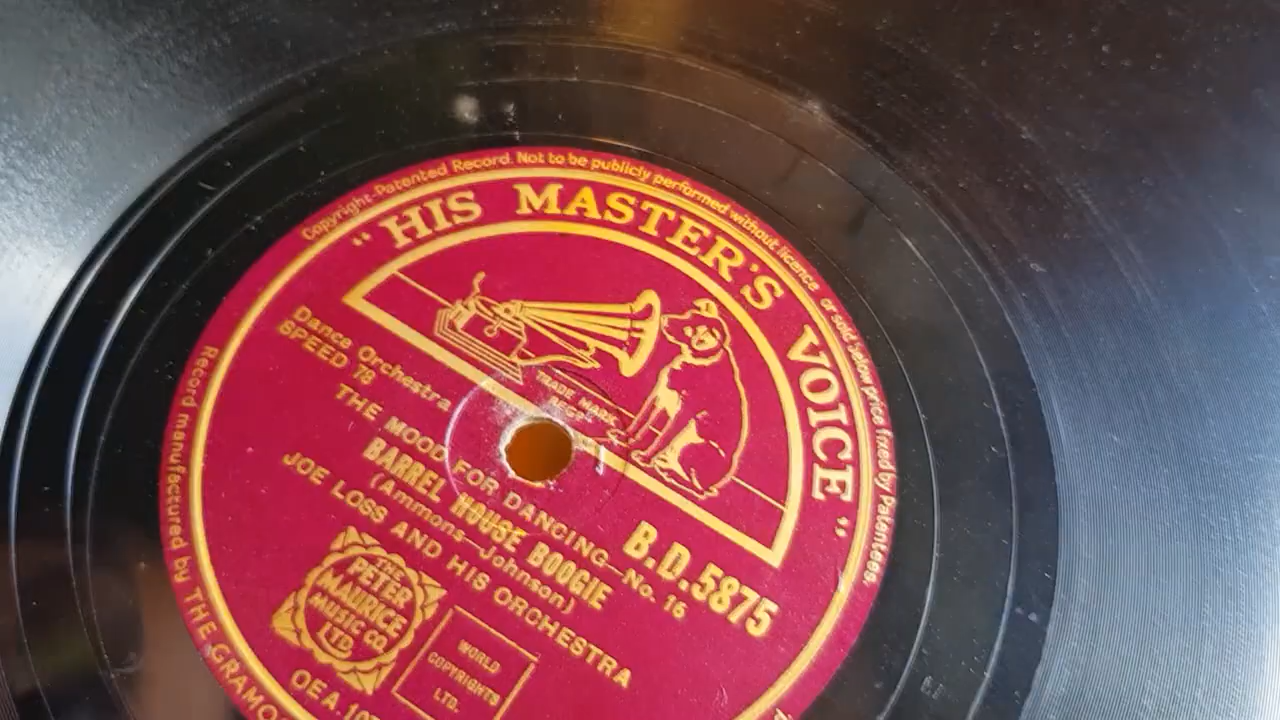 Copyright-Patented Record. Not to be publicly performed without licence or sold below price fixed by Patentees.
"HIS MASTER'S VOICE"
TRADE MARK
REGD
Dance Orchestra
SPEED 78
B.D.5875
THE MOOD FOR DANCING—No. 16
BARREL HOUSE BOOGIE
(Ammons—Johnson)
JOE LOSS AND HIS ORCHESTRA
THE
PETER
MAURICE
MUSIC CO.
LTD.
WORLD
COPYRIGHTS
LTD.
OEA.
Record manufactured by THE